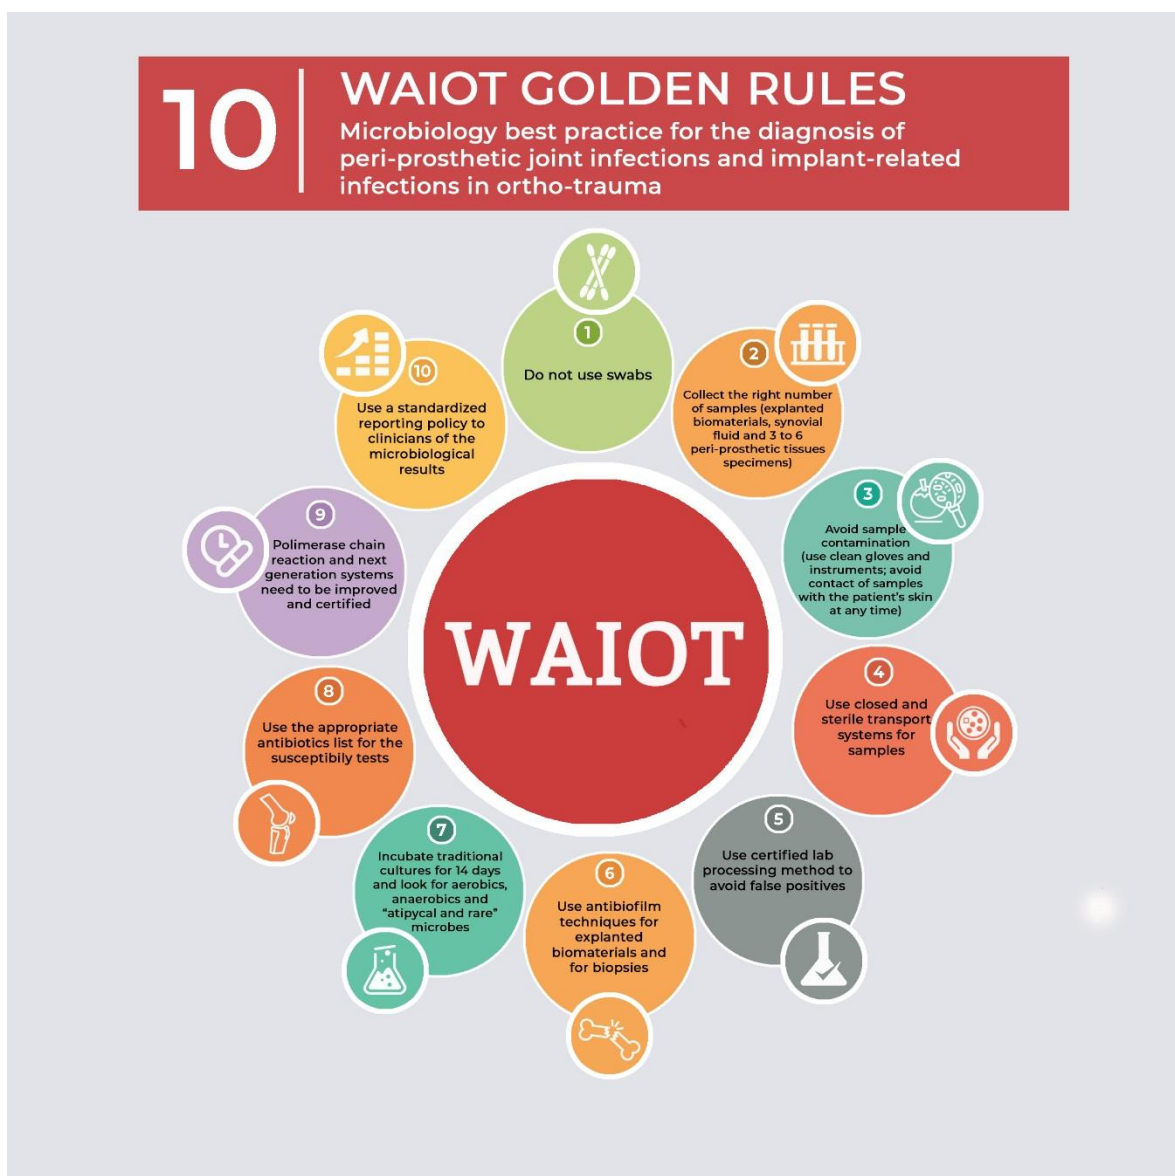 10
WAIOT GOLDEN RULES
Microbiology best practice for the diagnosis of
peri-prosthetic joint infections and implant-related
infections in ortho-trauma
1
Do not use swabs
2
Collect the right number
of samples (explanted
biomaterials, synovial
fluid and 3 to 6
peri-prosthetic tissues
specimens)
3
Avoid sample
contamination
(use clean gloves and
instruments; avoid
contact of samples
with the patient's skin
at any time)
4
Use closed and
sterile transport
systems for
samples
5
Use certified lab
processing method to
avoid false positives
6
Use antibiofilm
techniques for
explanted
biomaterials and
for biopsies
7
Incubate traditional
cultures for 14 days
and look for aerobics,
anaerobics and
"atipycal and rare"
microbes
8
Use the appropriate
antibiotics list for the
susceptibily tests
9
Polimerase chain
reaction and next
generation systems
need to be improved
and certified
10
Use a standardized
reporting policy to
clinicians of the
microbiological
results
WAIOT